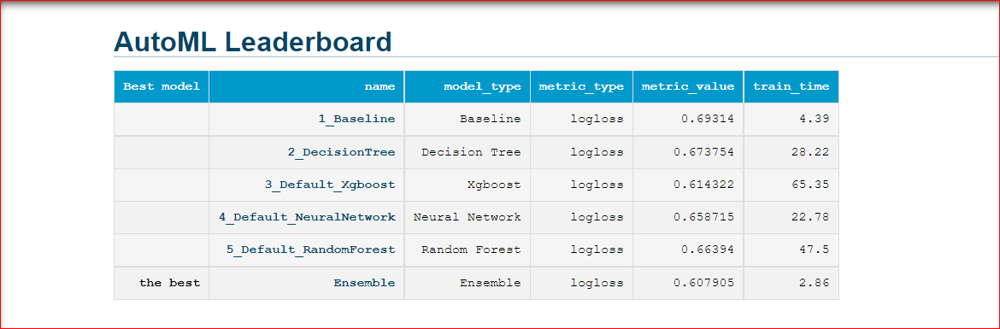 AutoML Leaderboard
Best model name model_type metric_type metric_value train_time
1_Baseline Baseline logloss 0.69314 4.39
2_DecisionTree Decision Tree logloss 0.673754 28.22
3_Default_Xgboost Xgboost logloss 0.614322 65.35
4_Default_NeuralNetwork Neural Network logloss 0.658715 22.78
5_Default_RandomForest Random Forest logloss 0.66394 47.5
the best Ensemble Ensemble logloss 0.607905 2.86